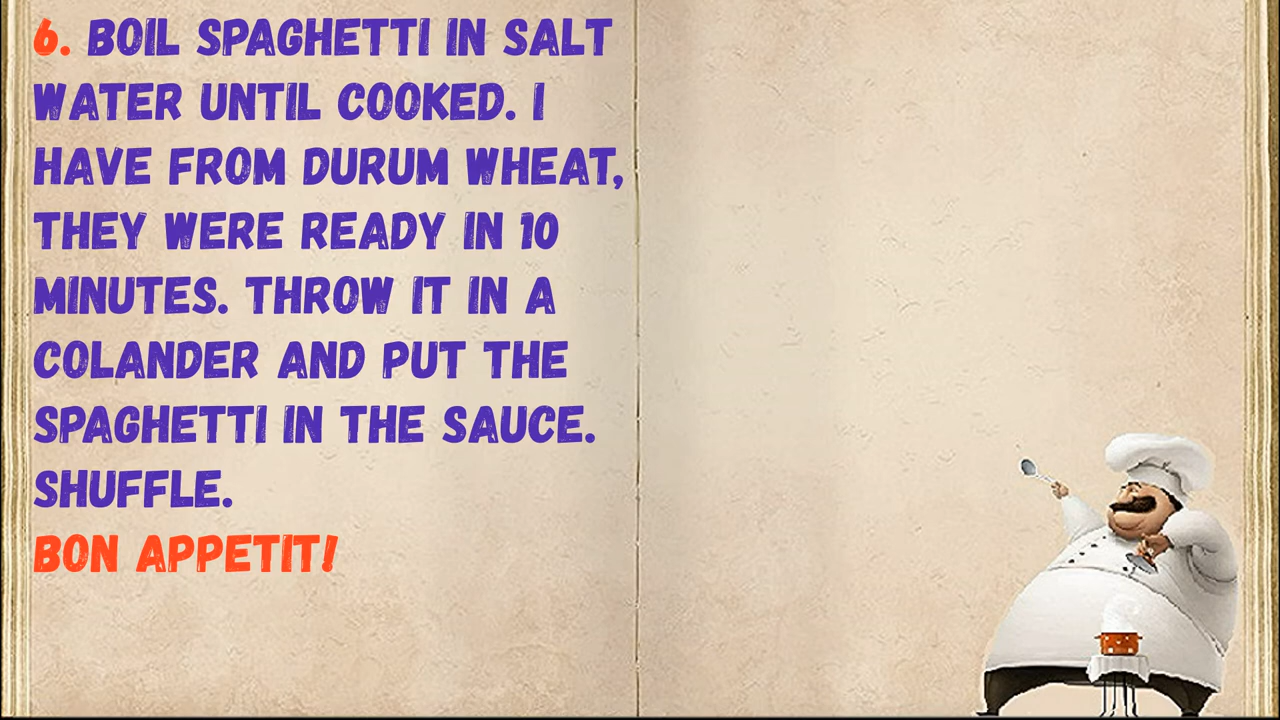 6. BOIL SPAGHETTI IN SALT
WATER UNTIL COOKED. I
HAVE FROM DURUM WHEAT,
THEY WERE READY IN 10
MINUTES. THROW IT IN A
COLANDER AND PUT THE
SPAGHETTI IN THE SAUCE.
SHUFFLE.
BON APPETIT!